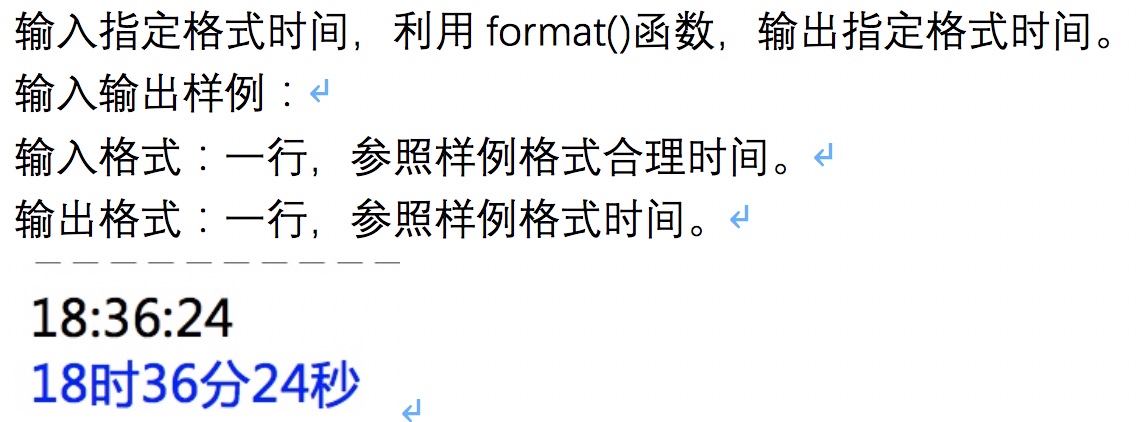 输入指定格式时间，利用 format()函数，输出指定格式时间。
输入输出样例：
输入格式：一行，参照样例格式合理时间。
输出格式：一行，参照样例格式时间。
18:36:24
18时36分24秒